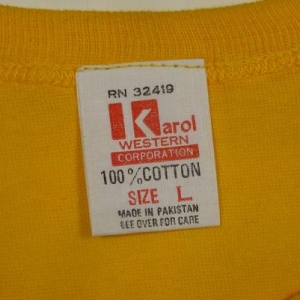 RN 32419
Karol
WESTERN
CORPORATION
100% COTTON
SIZE L
MADE IN PAKISTAN
SEE OVER FOR CARE